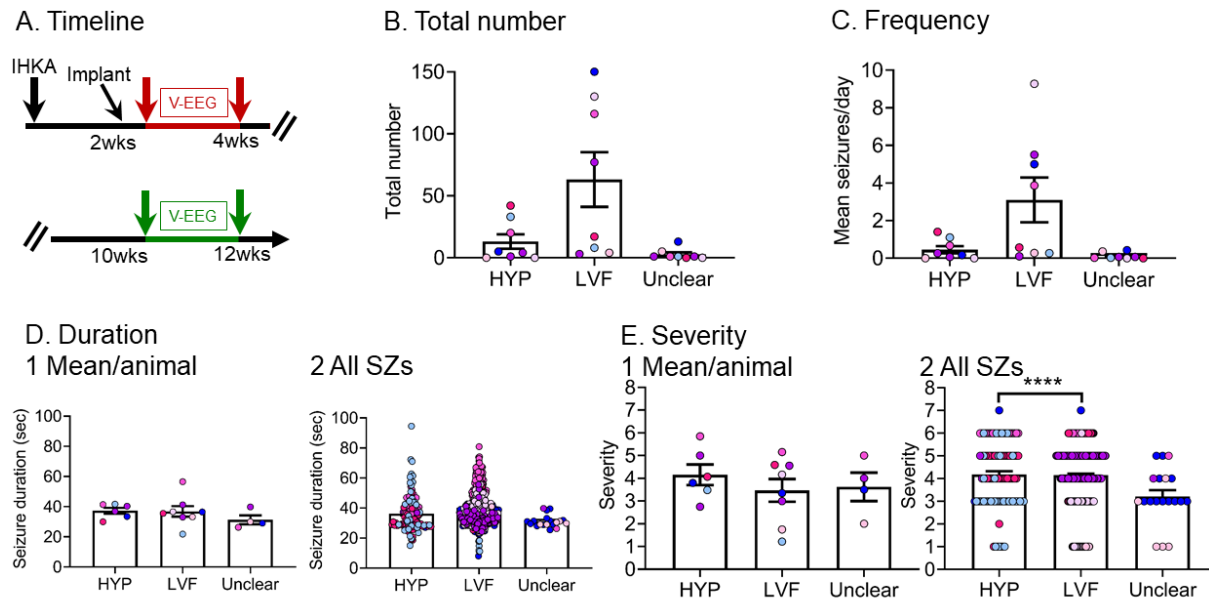 A. Timeline
IHKA
Implant
V-EEG
2wks
4wks
V-EEG
10wks
12wks
B. Total number
Total number
150
100
50
0
HYP
LVF
Unclear
C. Frequency
Mean seizures/day
10
8
6
4
2
0
HYP
LVF
Unclear
D. Duration
1 Mean/animal
Seizure duration (sec)
100
80
60
40
20
0
HYP
LVF
Unclear
2 All SZs
Seizure duration (sec)
100
80
60
40
20
0
HYP
LVF
Unclear
E. Severity
1 Mean/animal
Severity
8
7
6
5
4
3
2
1
0
HYP
LVF
Unclear
2 All SZs
****
Severity
8
7
6
5
4
3
2
1
0
HYP
LVF
Unclear